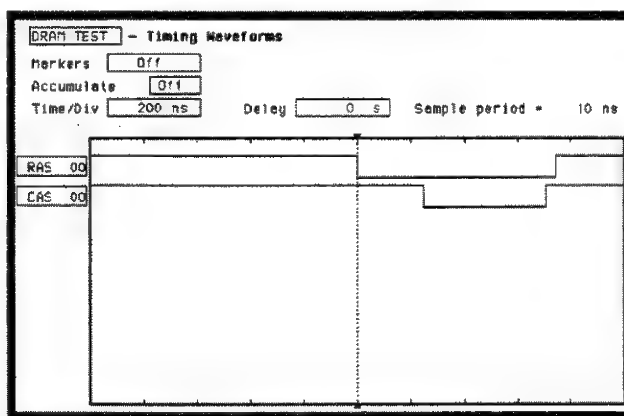 DRAM TEST - Timing Waveforms
Markers Off
Accumulate Off
Time/Div 200 ns Delay 0 s Sample period = 10 ns
RAS 00
CAS 00